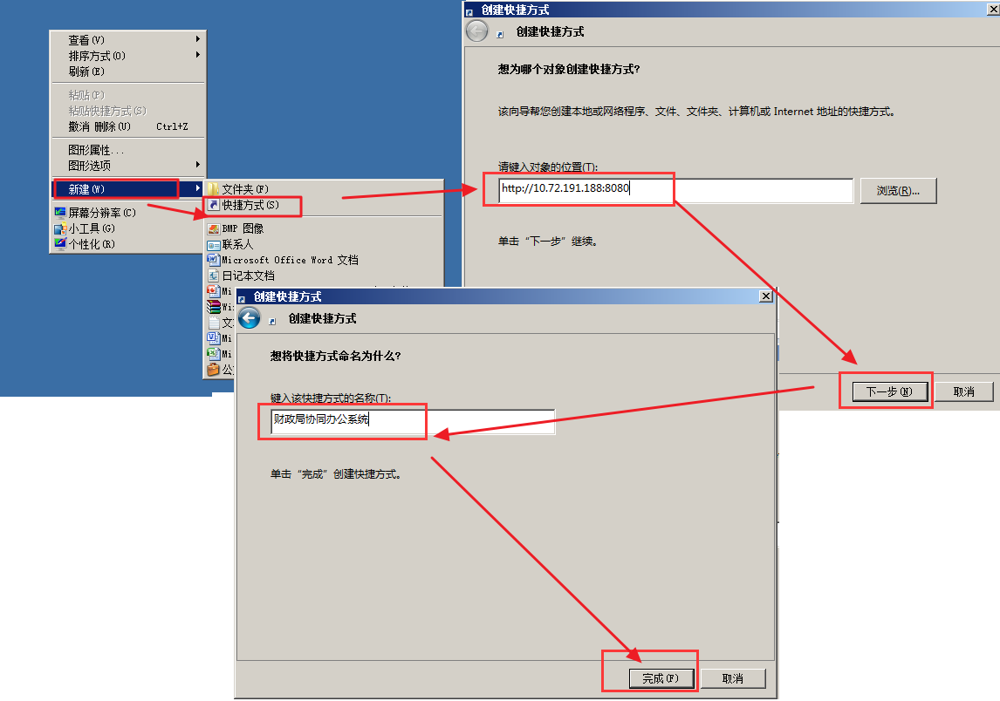 查看(V)
排序方式(O)
刷新(E)
粘贴(P)
粘贴快捷方式(S)
撤消 删除(U) Ctrl+Z
图形属性...
图形选项
新建(W)
屏幕分辨率(C)
小工具(G)
个性化(R)
文件夹(F)
快捷方式(S)
BMP 图像
联系人
Microsoft Office Word 文档
日记本文档
Mi
Wi
文
Mi
Mi
公
创建快捷方式
创建快捷方式
想为哪个对象创建快捷方式?
该向导帮您创建本地或网络程序、文件、文件夹、计算机或 Internet 地址的快捷方式。
请键入对象的位置(T):
http://10.72.191.188:8080
浏览(R)...
单击“下一步”继续。
下一步(N)
取消
创建快捷方式
创建快捷方式
想将快捷方式命名为什么?
键入该快捷方式的名称(T):
财政局协同办公系统
单击“完成”创建快捷方式。
完成(F)
取消